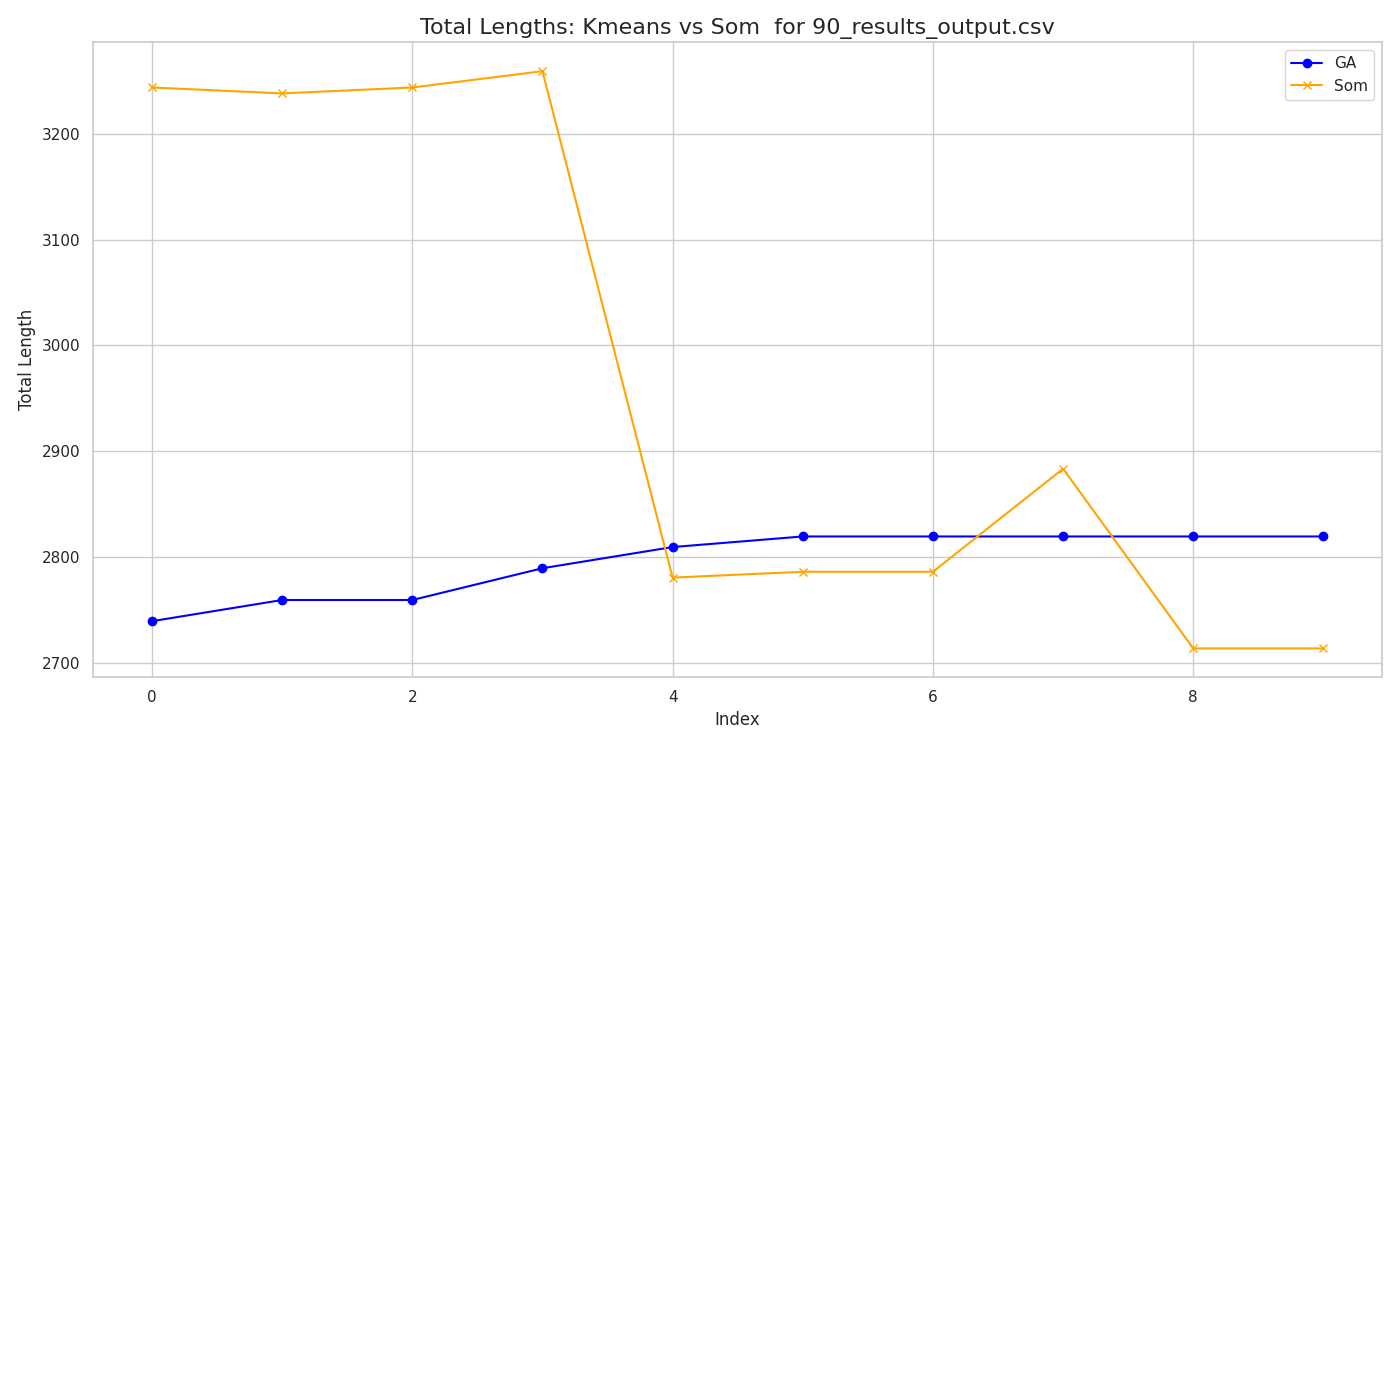 Total Lengths: Kmeans vs Som  for 90_results_output.csv
GA
Som
3200
3100
3000
2900
2800
2700
Total Length
0 2 4 6 8
Index